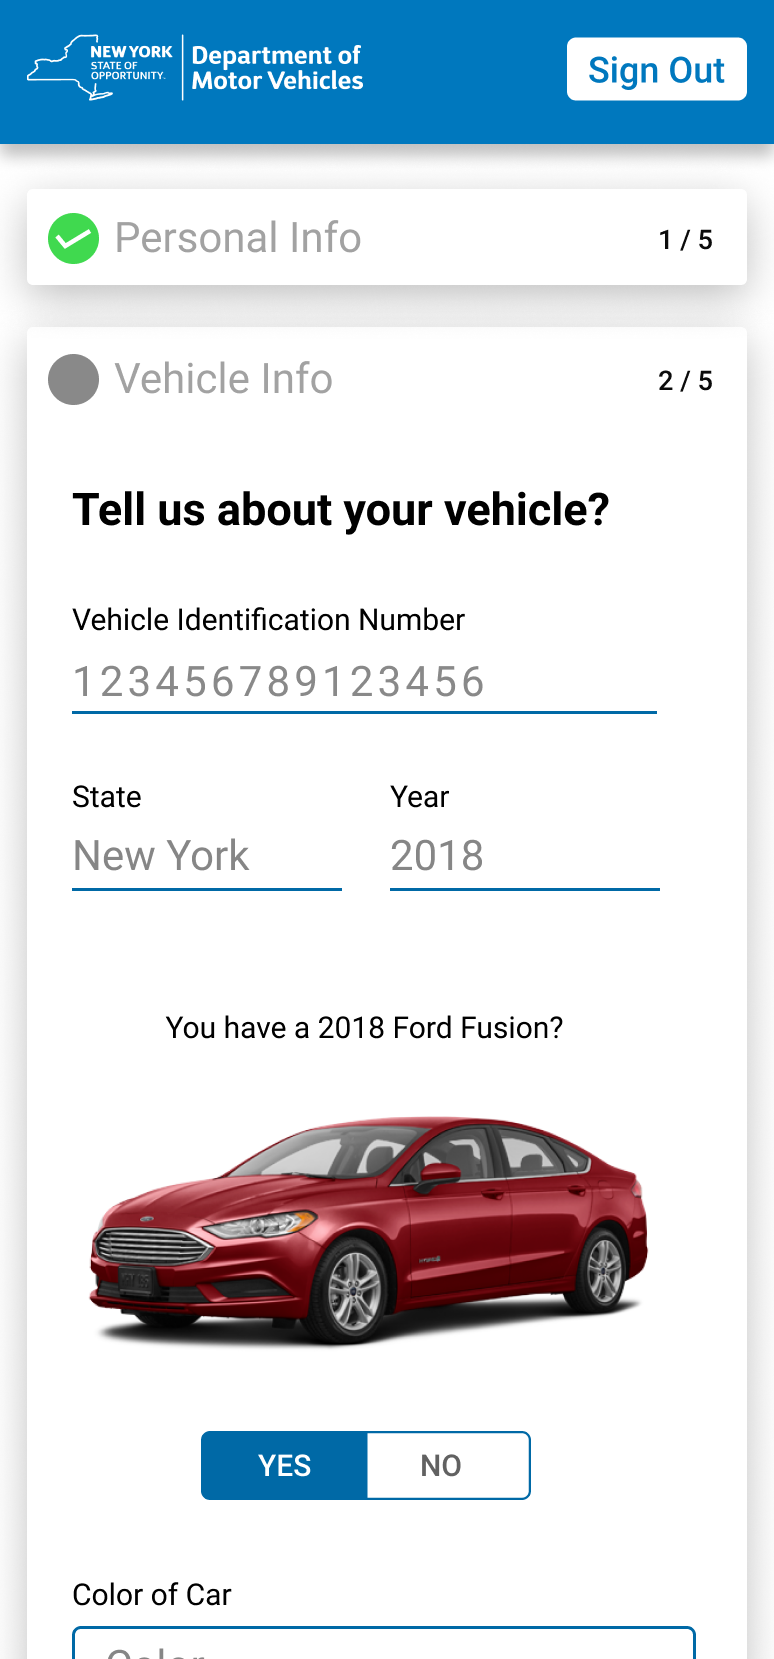 NEW YORK
STATE OF
OPPORTUNITY.
Department of
Motor Vehicles
Sign Out
Personal Info
1 / 5
Vehicle Info
2 / 5
Tell us about your vehicle?
Vehicle Identification Number
123456789123456
State
Year
New York
2018
You have a 2018 Ford Fusion?
YES
NO
Color of Car
Color